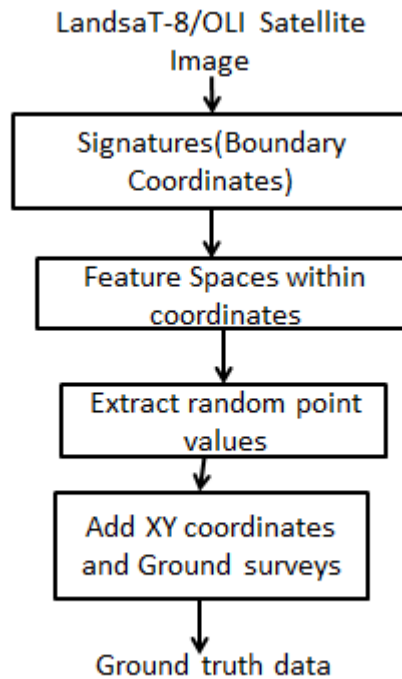 LandsaT-8/OLI Satellite
Image
Signatures(Boundary
Coordinates)
Feature Spaces within
coordinates
Extract random point
values
Add XY coordinates
and Ground surveys
Ground truth data